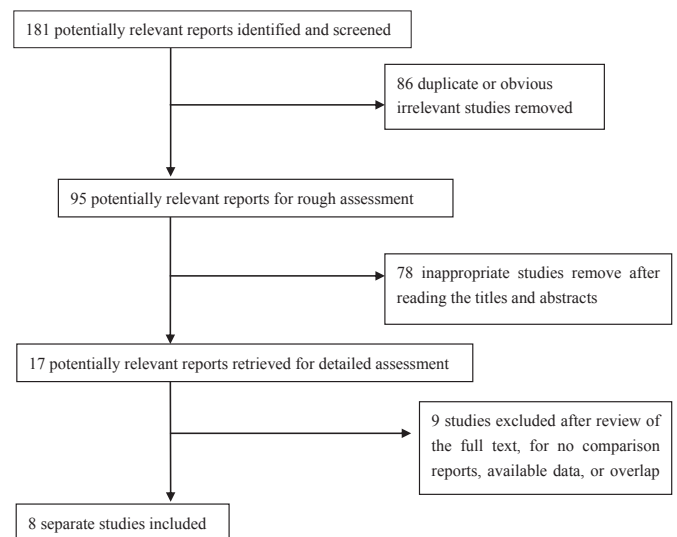 181 potentially relevant reports identified and screened
86 duplicate or obvious
irrelevant studies removed
95 potentially relevant reports for rough assessment
78 inappropriate studies remove after
reading the titles and abstracts
17 potentially relevant reports retrieved for detailed assessment
9 studies excluded after review of
the full text, for no comparison
reports, available data, or overlap
8 separate studies included